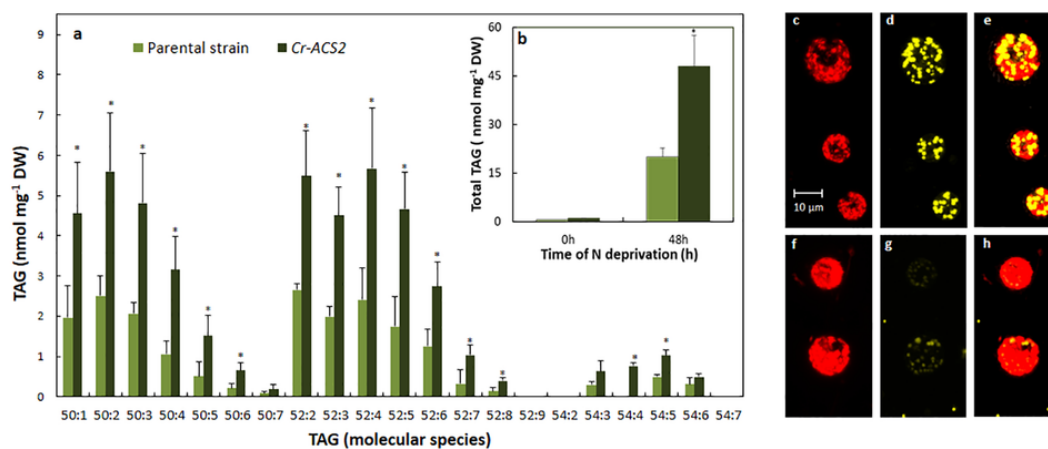 a
Parental strain
Cr-ACS2
TAG (nmol mg-1 DW)
9
8
7
6
5
4
3
2
1
0
50:1 50:2 50:3 50:4 50:5 50:6 50:7 52:2 52:3 52:4 52:5 52:6 52:7 52:8 52:9 54:2 54:3 54:4 54:5 54:6 54:7
TAG (molecular species)
b
Total TAG ( nmol mg-1 DW)
60
45
30
15
0
0h 48h
Time of N deprivation (h)
c d e
10 µm
f g h